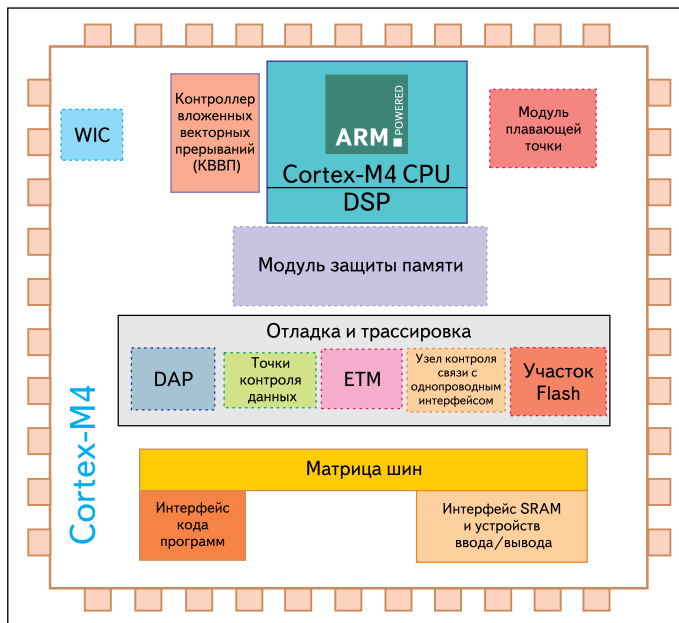 WIC
Контроллер
вложенных
векторных
прерываний
(КВВП)
ARM
POWERED
Cortex-M4 CPU
DSP
Модуль
плавающей
точки
Модуль защиты памяти
Отладка и трассировка
DAP
Точки
контроля
данных
ETM
Узел контроля
связи с
однопроводным
интерфейсом
Участок
Flash
Cortex-M4
Матрица шин
Интерфейс
кода
программ
Интерфейс SRAM
и устройств
ввода/вывода